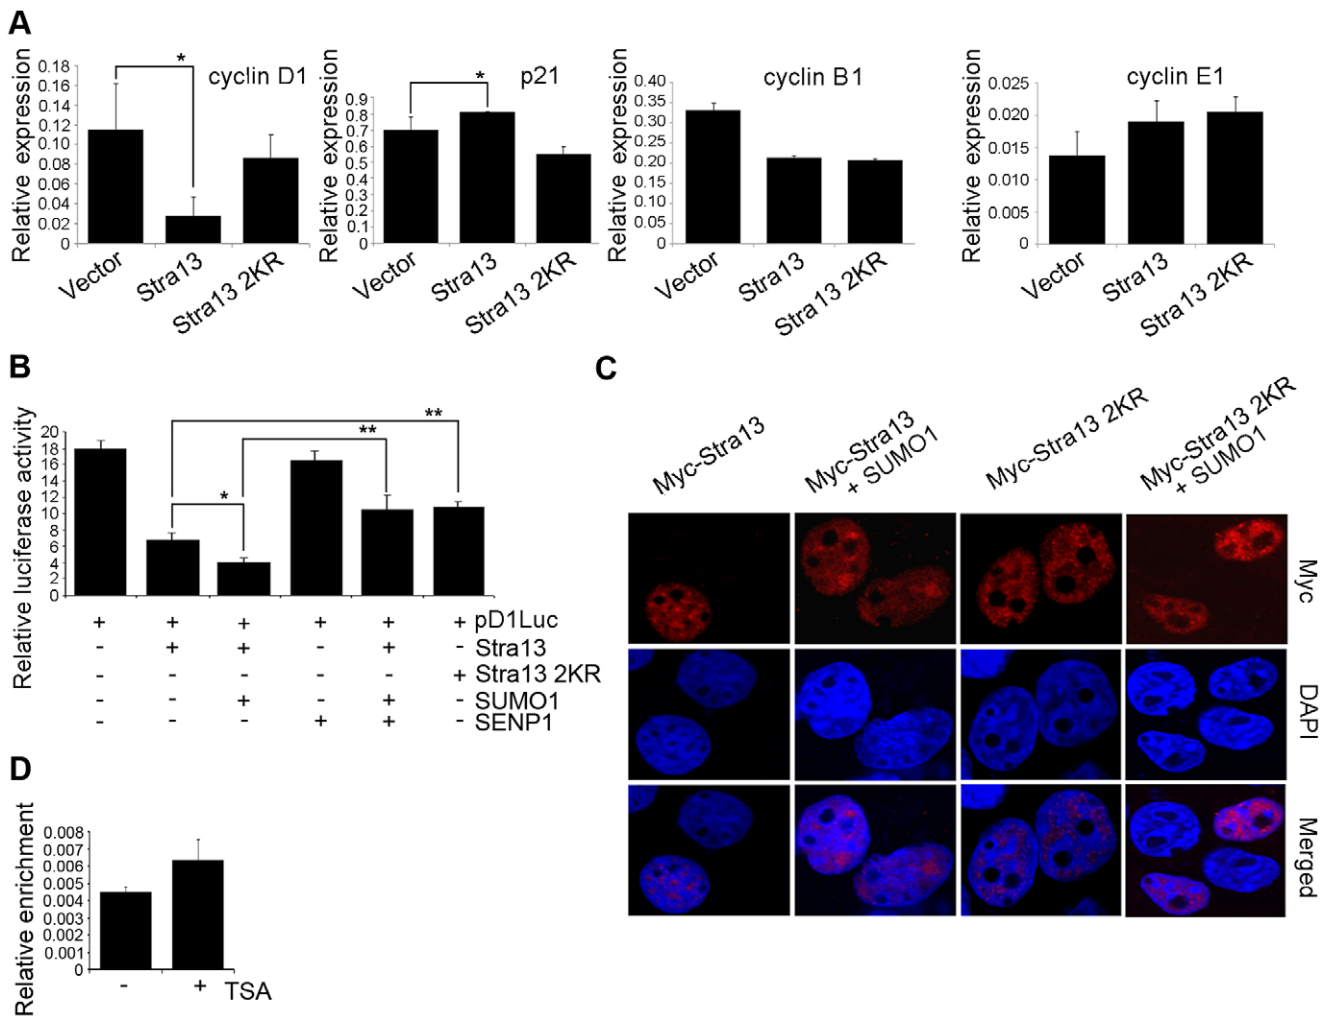 A
Relative expression
0.18
0.16
0.14
0.12
0.10
0.08
0.06
0.04
0.02
0
*
cyclin D1
Vector
Stra13
Stra13 2KR
Relative expression
0.9
0.8
0.7
0.6
0.5
0.4
0.3
0.2
0.1
0
*
p21
Vector
Stra13
Stra13 2KR
Relative expression
0.40
0.35
0.30
0.25
0.20
0.15
0.10
0.05
0
cyclin B1
Vector
Stra13
Stra13 2KR
Relative expression
0.025
0.020
0.015
0.010
0.005
0
cyclin E1
Vector
Stra13
Stra13 2KR
B
Relative luciferase activity
20
18
16
14
12
10
8
6
4
2
0
*
**
**
+ + + + + + pD1Luc
- + + - + - Stra13
- - - - - + Stra13 2KR
- - + - + - SUMO1
- - - + + - SENP1
C
Myc-Stra13
Myc-Stra13
+ SUMO1
Myc-Stra13 2KR
Myc-Stra13 2KR
+ SUMO1
Myc
DAPI
Merged
D
Relative enrichment
0.008
0.007
0.006
0.005
0.004
0.003
0.002
0.001
0
- + TSA